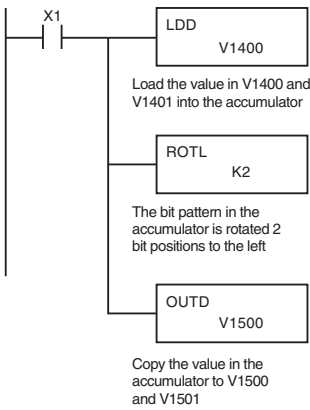 X1
LDD
V1400
Load the value in V1400 and
V1401 into the accumulator
ROTL
K2
The bit pattern in the
accumulator is rotated 2
bit positions to the left
OUTD
V1500
Copy the value in the
accumulator to V1500
and V1501